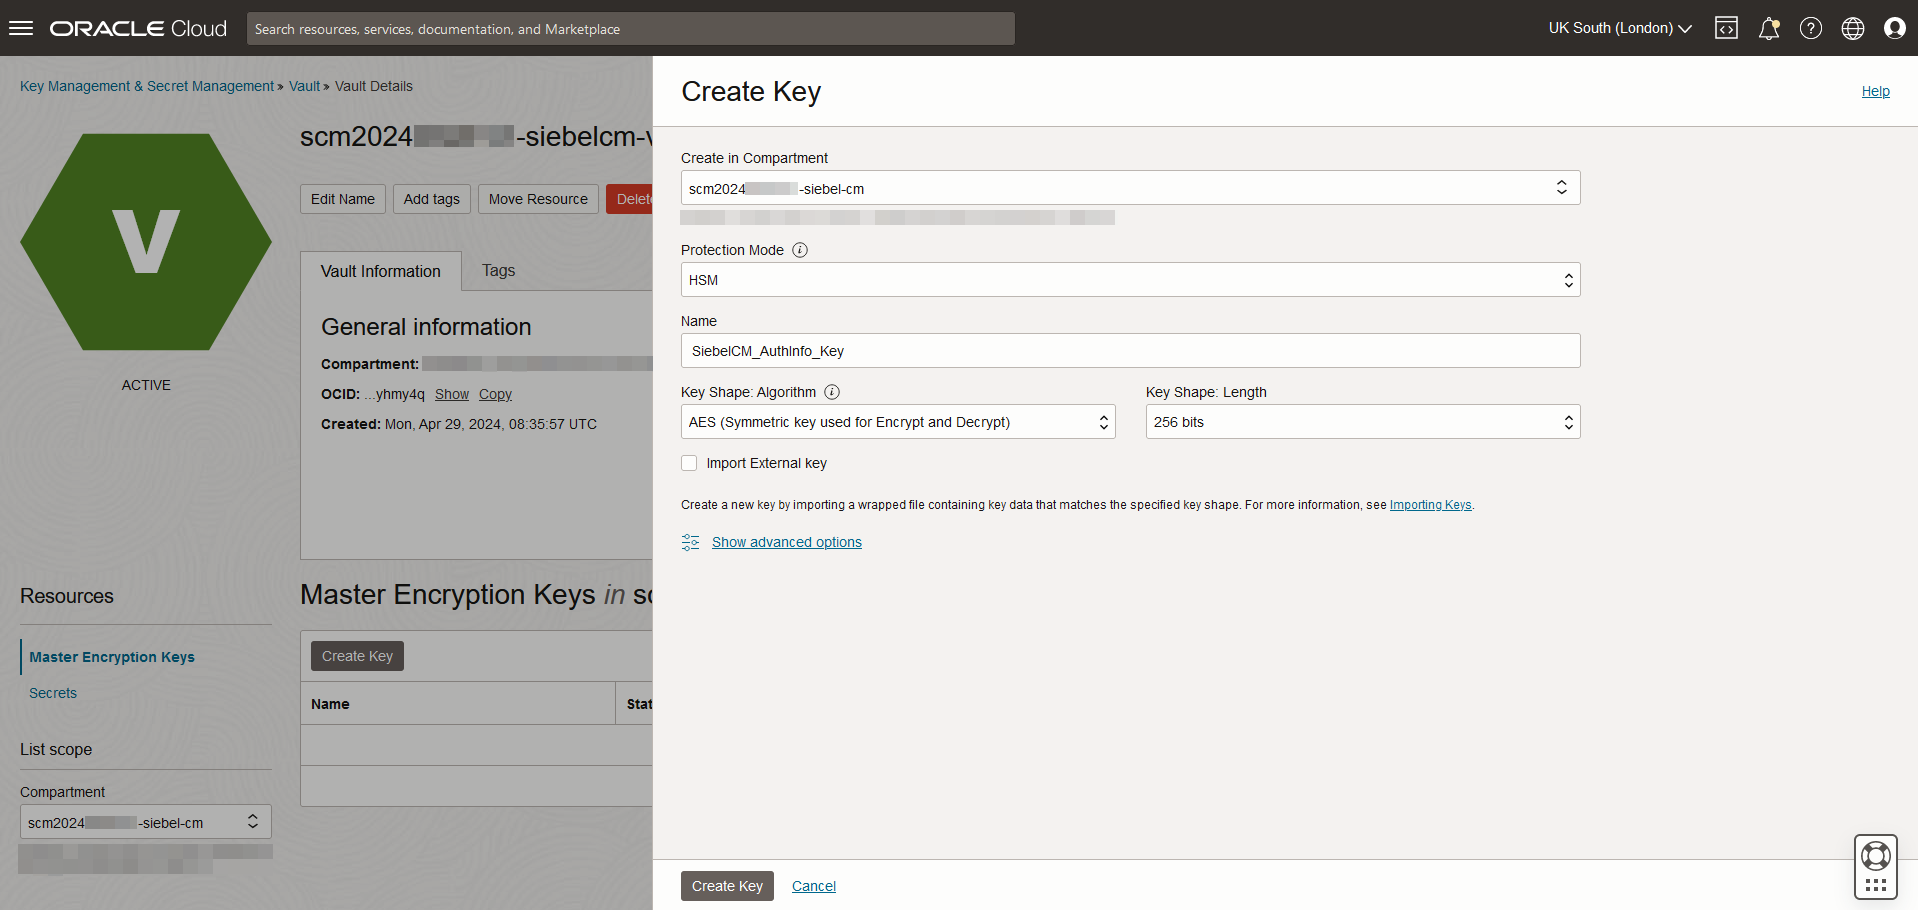 ORACLE Cloud
Search resources, services, documentation, and Marketplace
UK South (London)
Key Management & Secret Management » Vault » Vault Details
V
ACTIVE
scm2024 -siebelcm-v
Edit Name
Add tags
Move Resource
Delete
Vault Information
Tags
General information
Compartment:
OCID: ...yhmy4q Show Copy
Created: Mon, Apr 29, 2024, 08:35:57 UTC
Resources
Master Encryption Keys
Secrets
List scope
Compartment
scm2024 -siebel-cm
Master Encryption Keys in sc
Create Key
Name
Stat
Create Key
Help
Create in Compartment
scm2024 -siebel-cm
Protection Mode
HSM
Name
SiebelCM_AuthInfo_Key
Key Shape: Algorithm
Key Shape: Length
AES (Symmetric key used for Encrypt and Decrypt)
256 bits
Import External key
Create a new key by importing a wrapped file containing key data that matches the specified key shape. For more information, see Importing Keys.
Show advanced options
Create Key
Cancel